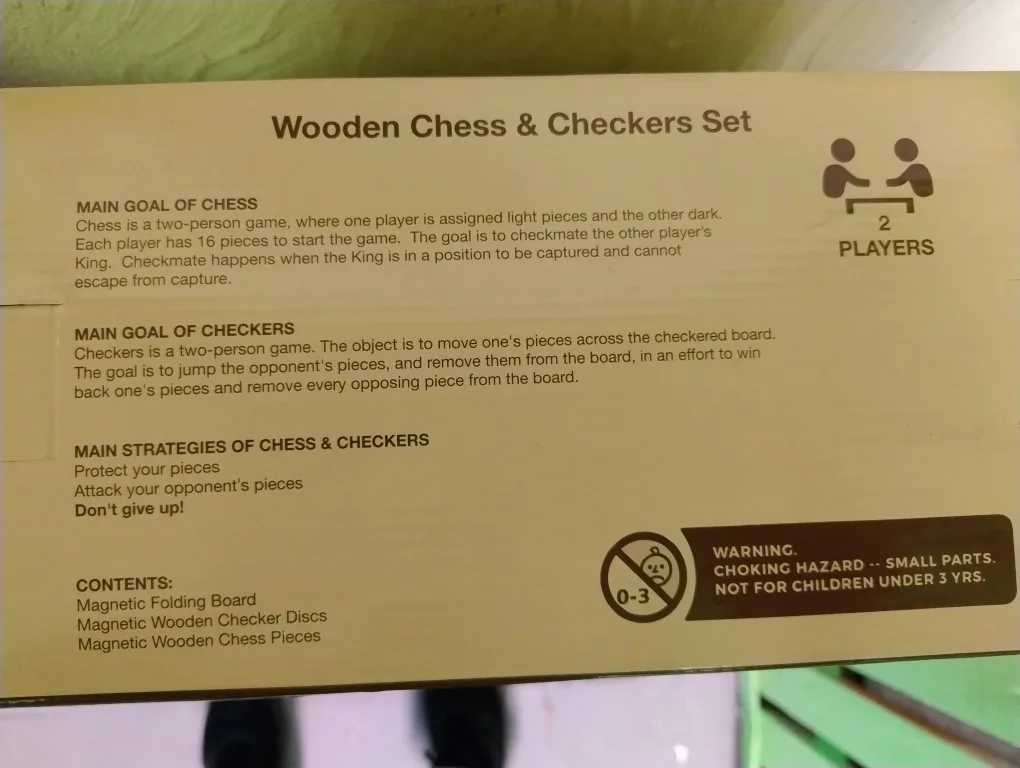 Wooden Chess & Checkers Set
MAIN GOAL OF CHESS
Chess is a two-person game, where one player is assigned light pieces and the other dark.
Each player has 16 pieces to start the game. The goal is to checkmate the other player's
King. Checkmate happens when the King is in a position to be captured and cannot
escape from capture.
2
PLAYERS
MAIN GOAL OF CHECKERS
Checkers is a two-person game. The object is to move one's pieces across the checkered board.
The goal is to jump the opponent's pieces, and remove them from the board, in an effort to win
back one's pieces and remove every opposing piece from the board.
MAIN STRATEGIES OF CHESS & CHECKERS
Protect your pieces
Attack your opponent's pieces
Don't give up!
CONTENTS:
Magnetic Folding Board
Magnetic Wooden Checker Discs
Magnetic Wooden Chess Pieces
0-3
WARNING.
CHOKING HAZARD -- SMALL PARTS.
NOT FOR CHILDREN UNDER 3 YRS.